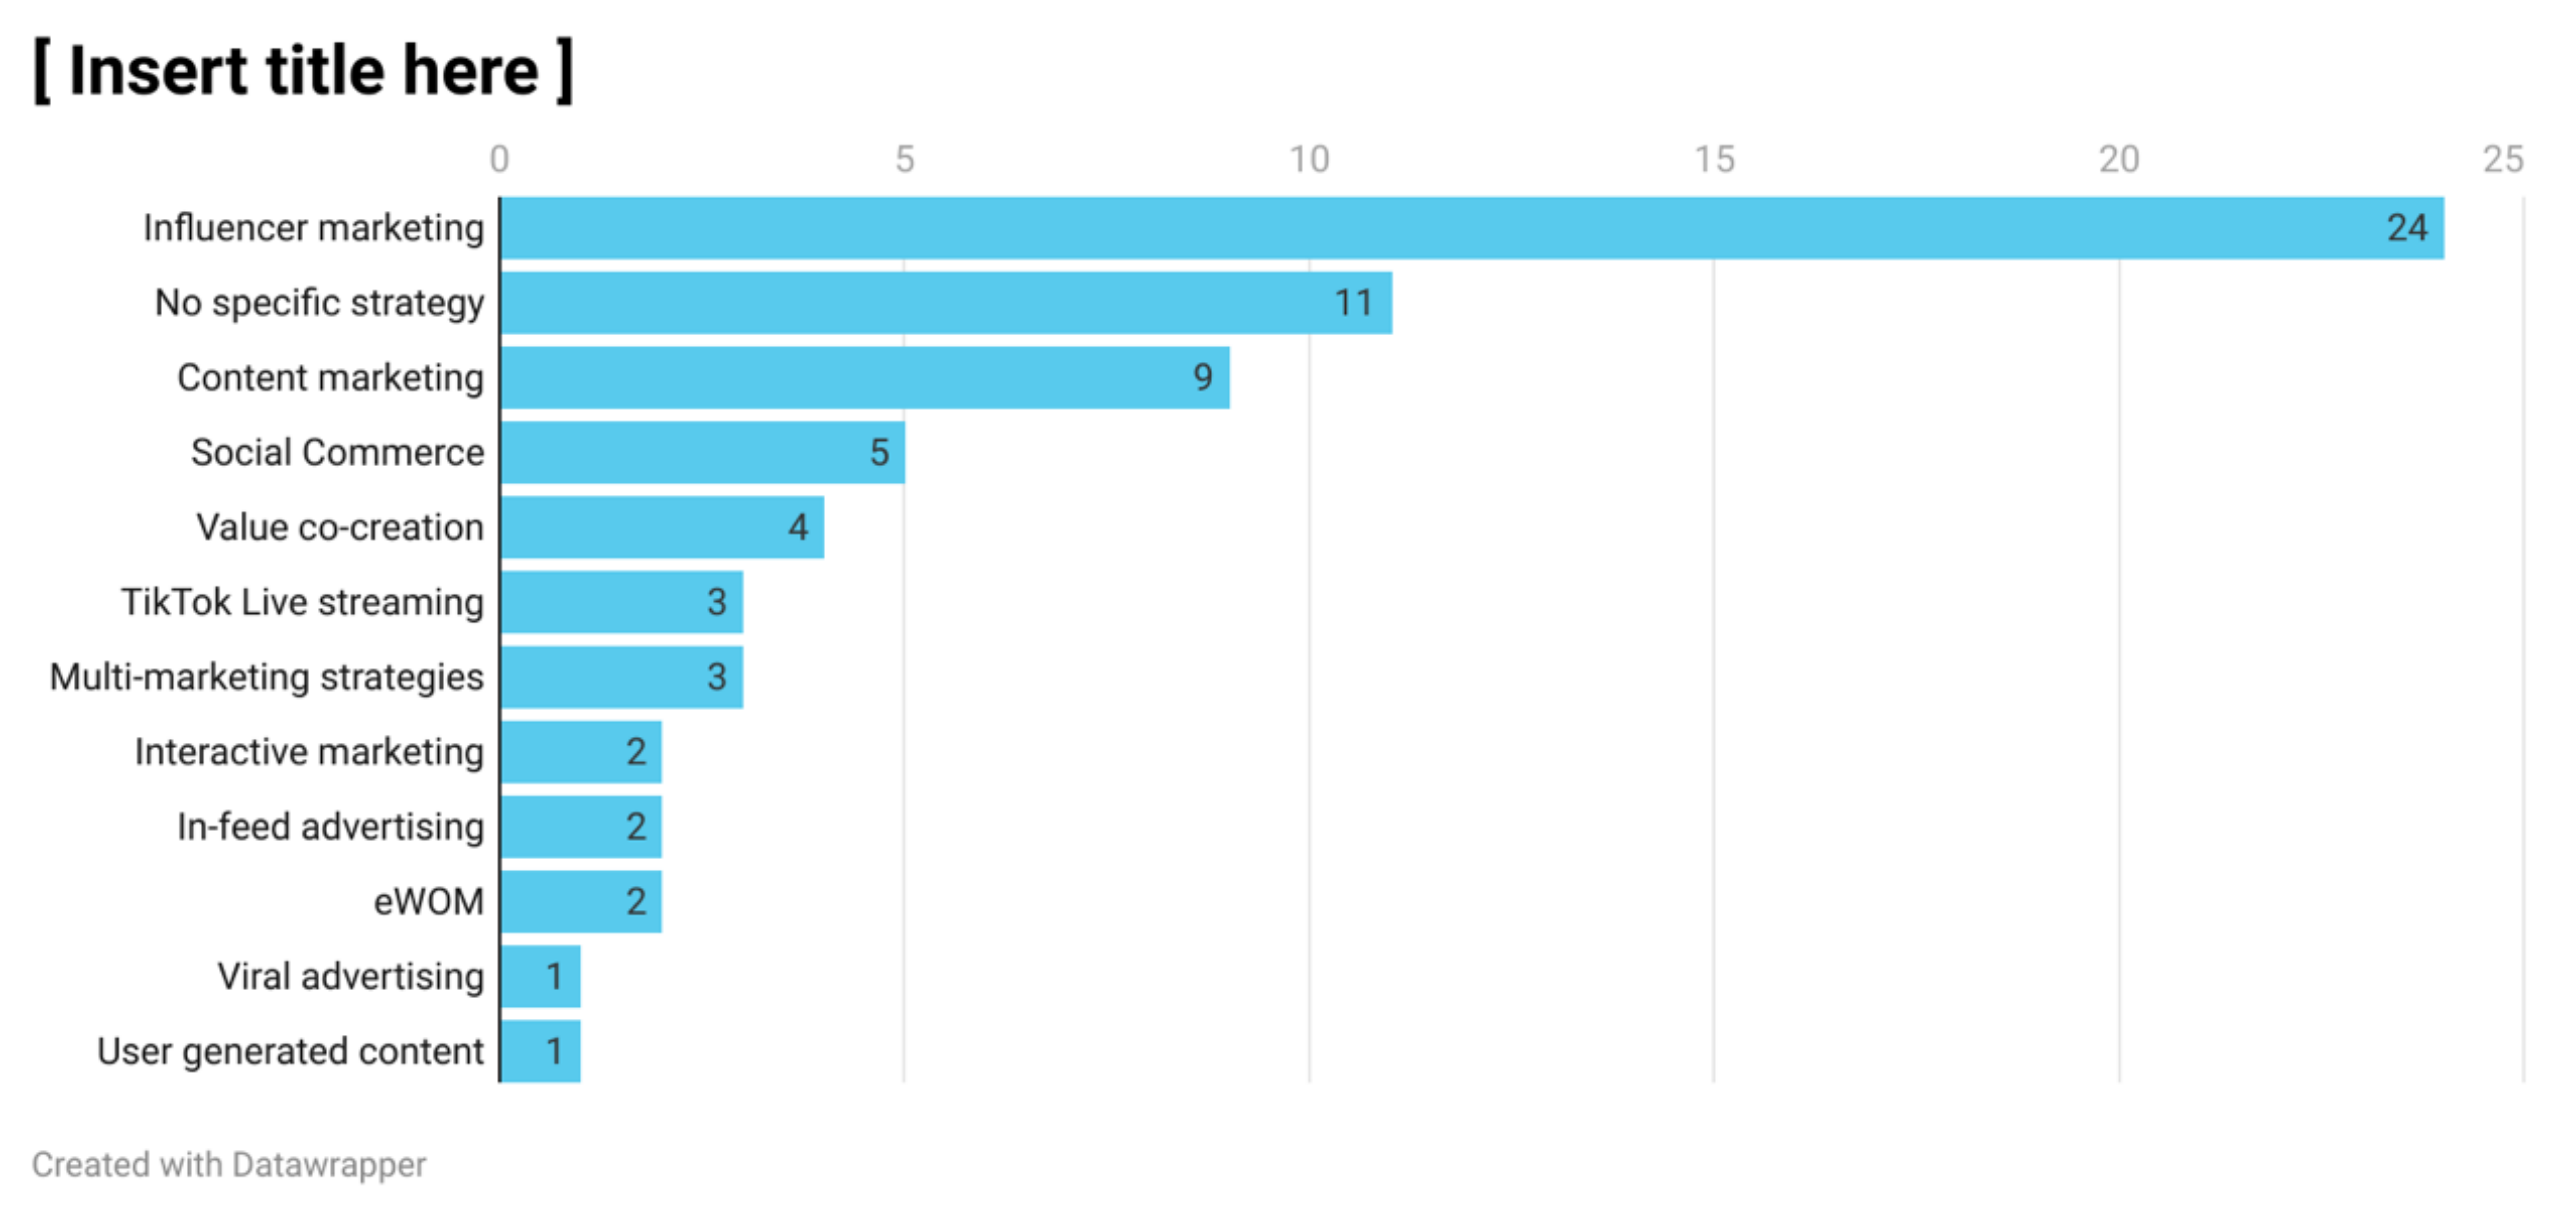 [ Insert title here ]
0 5 10 15 20 25
Influencer marketing 24
No specific strategy 11
Content marketing 9
Social Commerce 5
Value co-creation 4
TikTok Live streaming 3
Multi-marketing strategies 3
Interactive marketing 2
In-feed advertising 2
eWOM 2
Viral advertising 1
User generated content 1
Created with Datawrapper